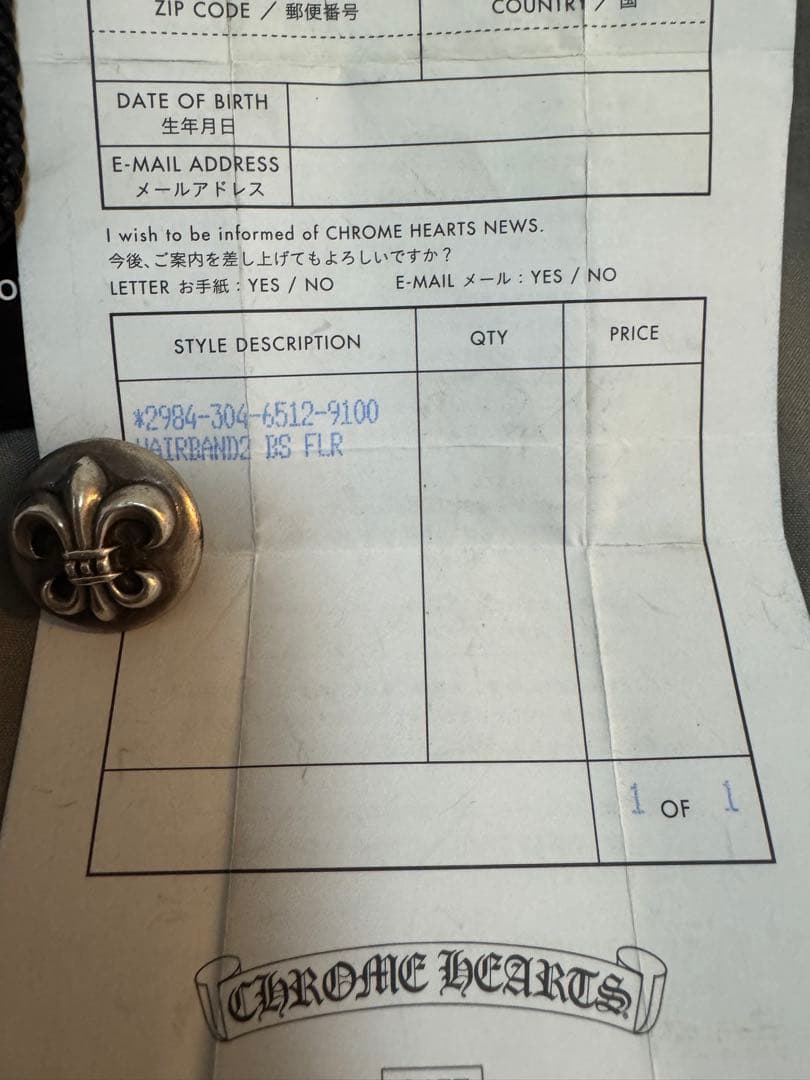 ZIP CODE / 郵便番号
COUNTRY / 国
DATE OF BIRTH
生年月日
E-MAIL ADDRESS
メールアドレス
I wish to be informed of CHROME HEARTS NEWS.
今後、ご案内を差し上げてもよろしいですか？
LETTER お手紙：YES / NO E-MAIL メール：YES / NO
STYLE DESCRIPTION QTY PRICE
*2984-304-6512-9100
HAIRBAND2 BS FLR
1 OF 1
CHROME HEARTS